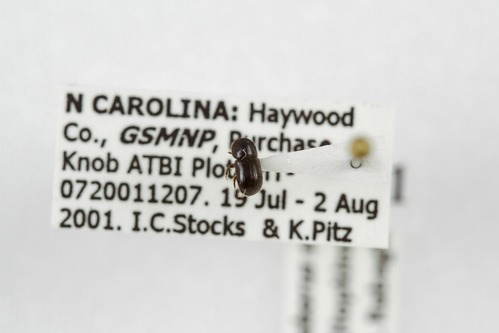 N CAROLINA: Haywood
Co., GSMNP, Purchase
Knob ATBI Plot
0720011207. 19 Jul - 2 Aug
2001. I.C.Stocks & K.Pitz